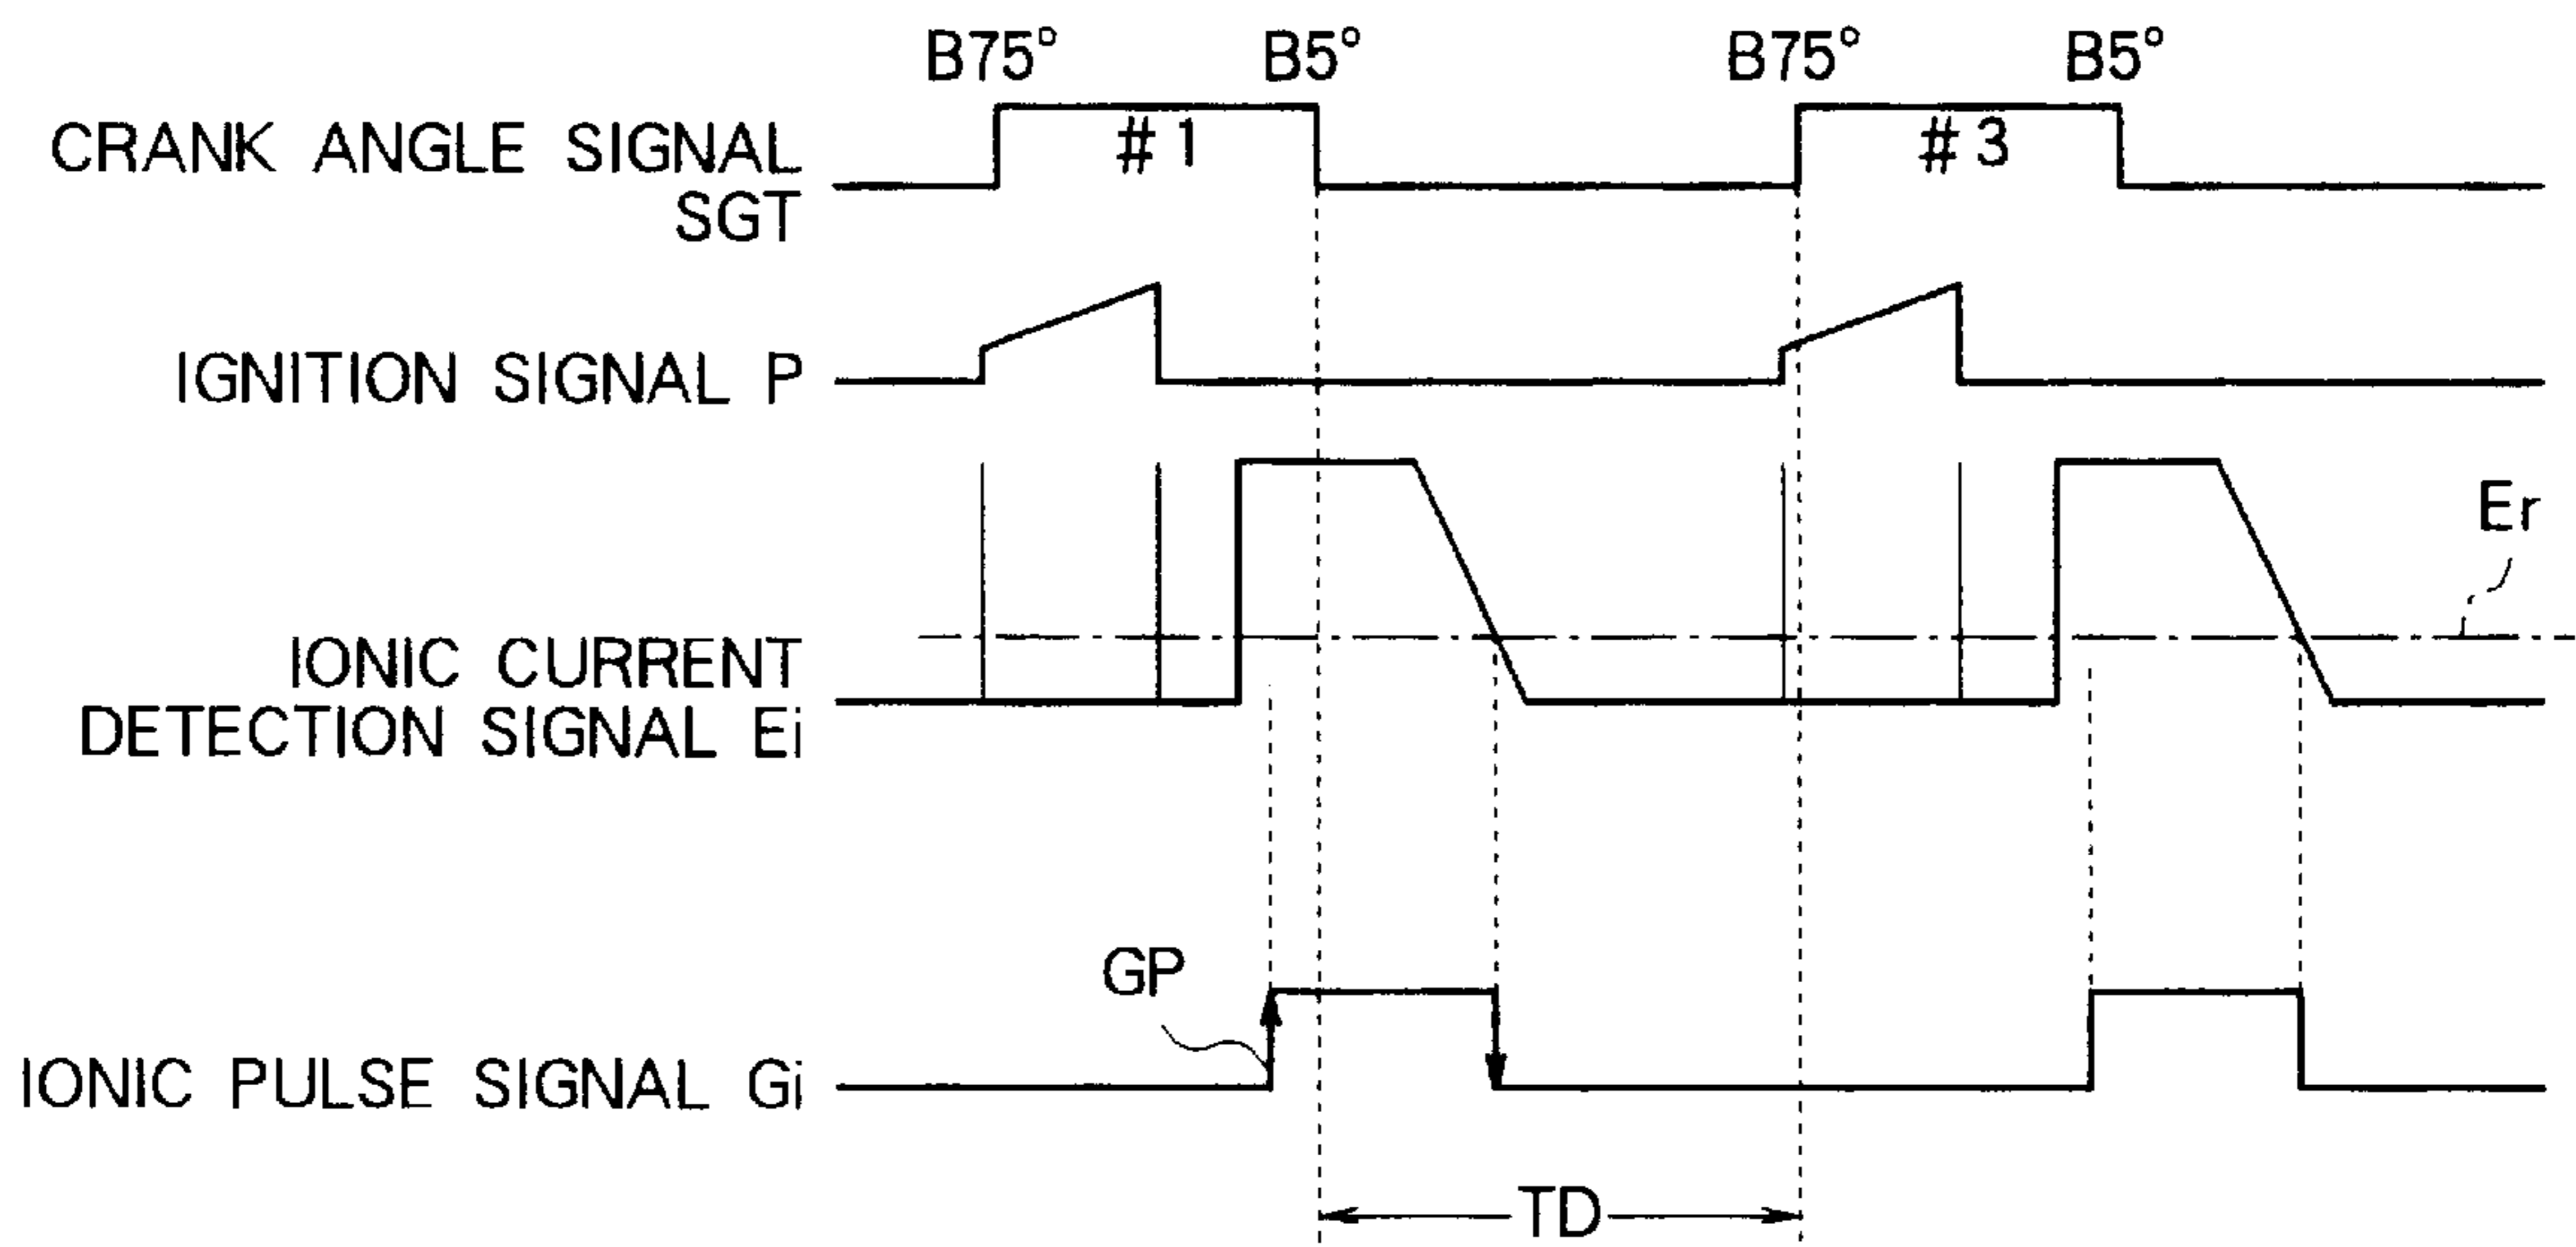 B75° B5° B75° B5°
CRANK ANGLE SIGNAL
SGT
#1
#3
IGNITION SIGNAL P
Er
IONIC CURRENT
DETECTION SIGNAL Ei
GP
IONIC PULSE SIGNAL Gi
TD